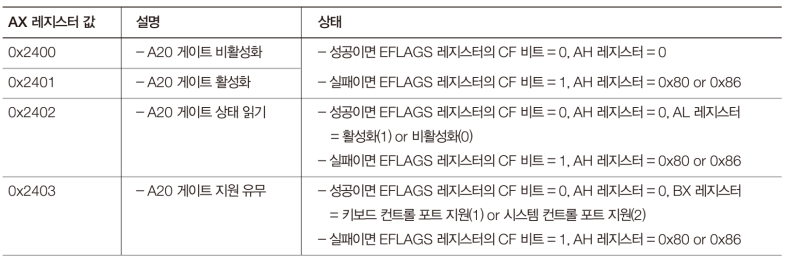 AX 레지스터 값 설명 상태
0x2400 – A20 게이트 비활성화 – 성공이면 EFLAGS 레지스터의 CF 비트 = 0, AH 레지스터 = 0
0x2401 – A20 게이트 활성화 – 실패이면 EFLAGS 레지스터의 CF 비트 = 1, AH 레지스터 = 0x80 or 0x86
0x2402 – A20 게이트 상태 읽기 – 성공이면 EFLAGS 레지스터의 CF 비트 = 0, AH 레지스터 = 0, AL 레지스터
= 활성화(1) or 비활성화(0)
– 실패이면 EFLAGS 레지스터의 CF 비트 = 1, AH 레지스터 = 0x80 or 0x86
0x2403 – A20 게이트 지원 유무 – 성공이면 EFLAGS 레지스터의 CF 비트 = 0, AH 레지스터 = 0, BX 레지스터
= 키보드 컨트롤 포트 지원(1) or 시스템 컨트롤 포트 지원(2)
– 실패이면 EFLAGS 레지스터의 CF 비트 = 1, AH 레지스터 = 0x80 or 0x86